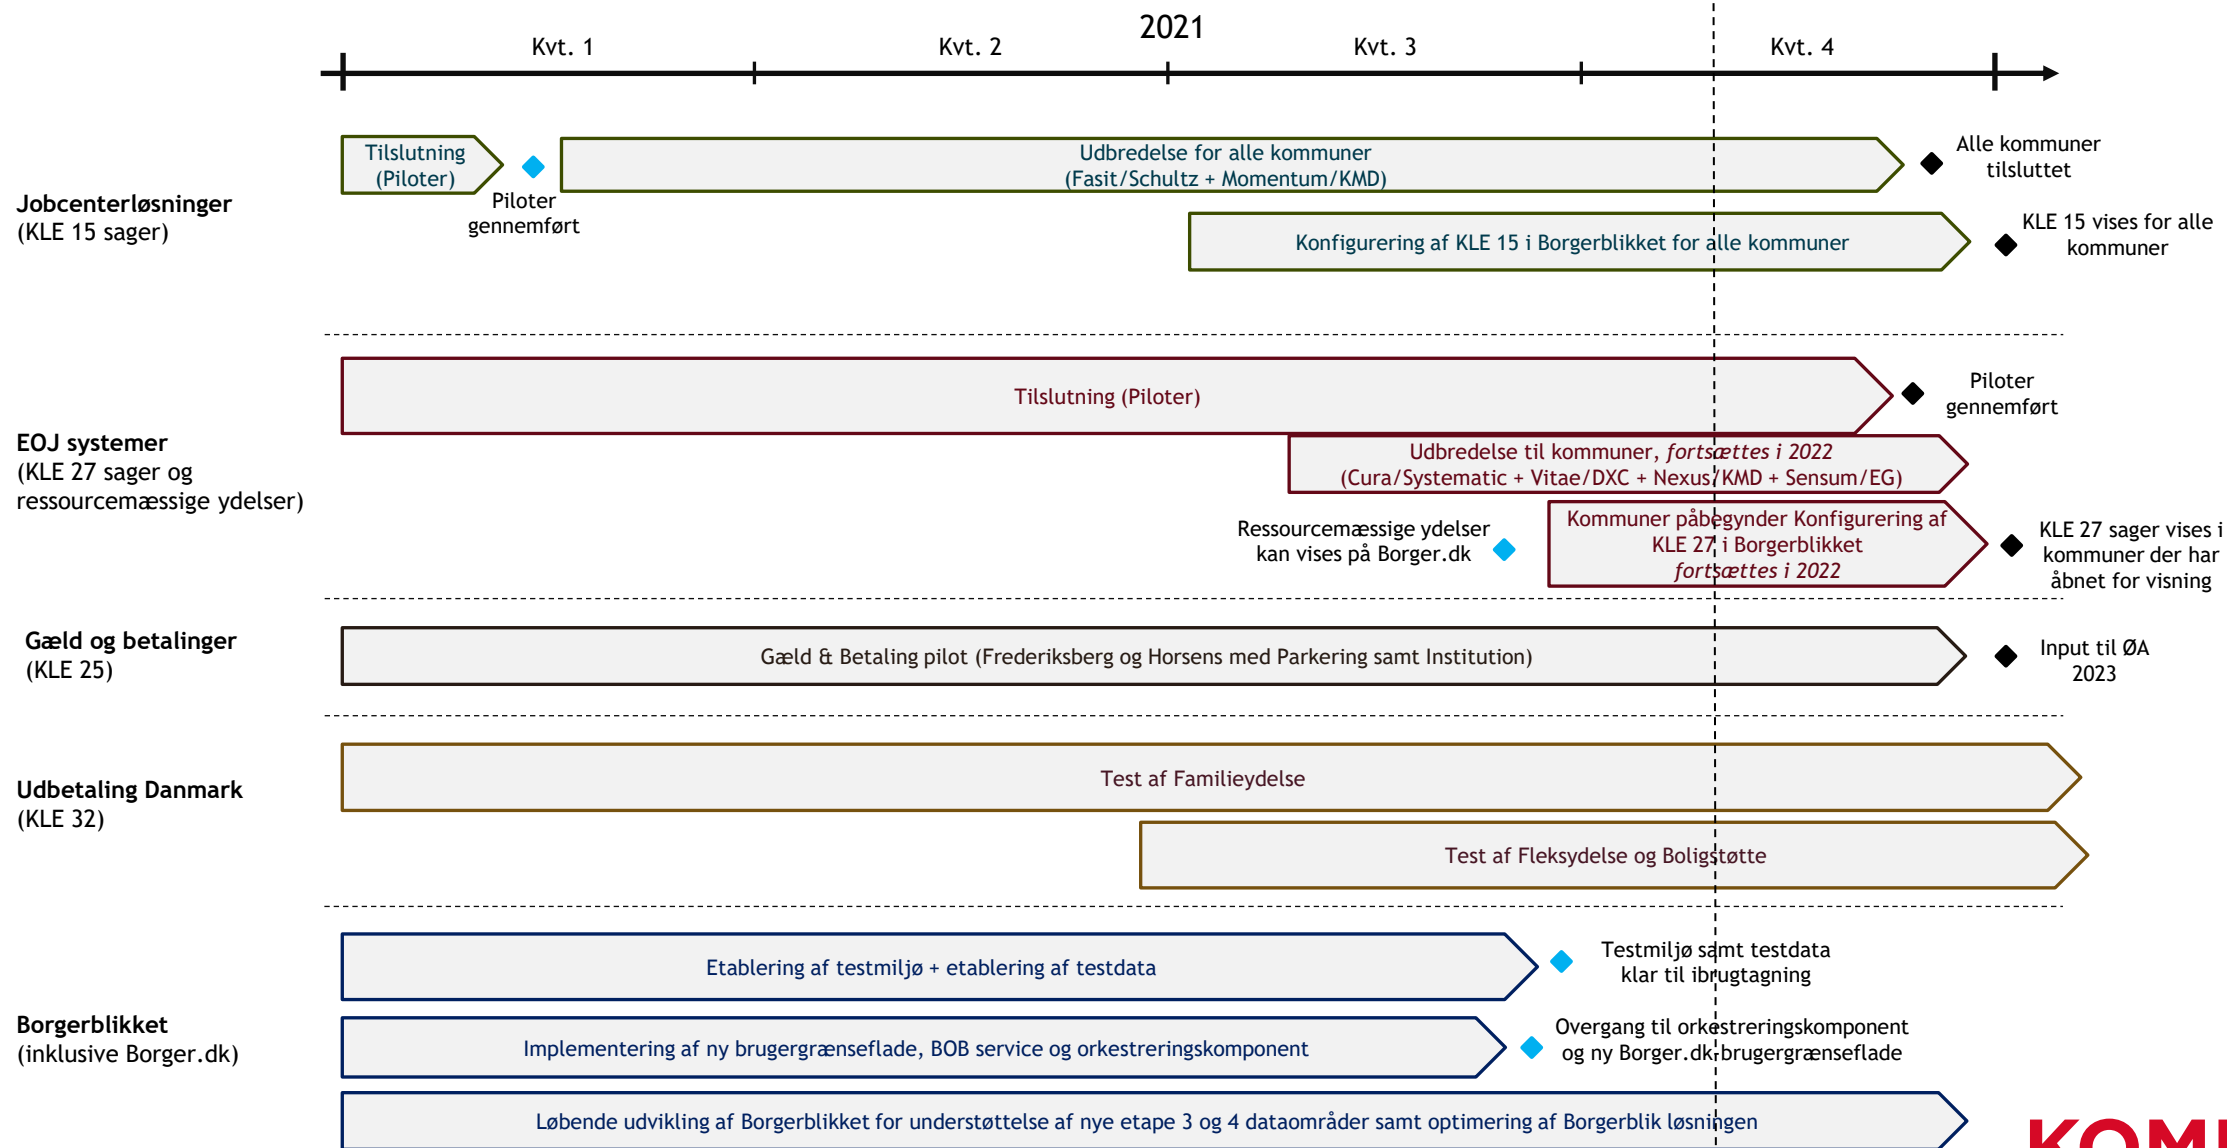 2021
Kvt. 1
Kvt. 2
Kvt. 3
Kvt. 4
Jobcenterløsninger
(KLE 15 sager)
Tilslutning
(Piloter)
Piloter
gennemført
Udbredelse for alle kommuner
(Fasit/Schultz + Momentum/KMD)
Alle kommuner
tilsluttet
Konfigurering af KLE 15 i Borgerblikket for alle kommuner
KLE 15 vises for alle
kommuner
EOJ systemer
(KLE 27 sager og
ressourcemæssige ydelser)
Tilslutning (Piloter)
Piloter
gennemført
Udbredelse til kommuner, fortsættes i 2022
(Cura/Systematic + Vitae/DXC + Nexus/KMD + Sensum/EG)
Ressourcemæssige ydelser
kan vises på Borger.dk
Kommuner påbegynder Konfigurering af
KLE 27 i Borgerblikket
fortsættes i 2022
KLE 27 sager vises i
kommuner der har
åbnet for visning
Gæld og betalinger
(KLE 25)
Gæld & Betaling pilot (Frederiksberg og Horsens med Parkering samt Institution)
Input til ØA
2023
Udbetaling Danmark
(KLE 32)
Test af Familieydelse
Test af Fleksydelse og Boligstøtte
Borgerblikket
(inklusive Borger.dk)
Etablering af testmiljø + etablering af testdata
Testmiljø samt testdata
klar til ibrugtagning
Implementering af ny brugergrænseflade, BOB service og orkestreringskomponent
Overgang til orkestreringskomponent
og ny Borger.dk-brugergrænseflade
Løbende udvikling af Borgerblikket for understøttelse af nye etape 3 og 4 dataområder samt optimering af Borgerblik løsningen